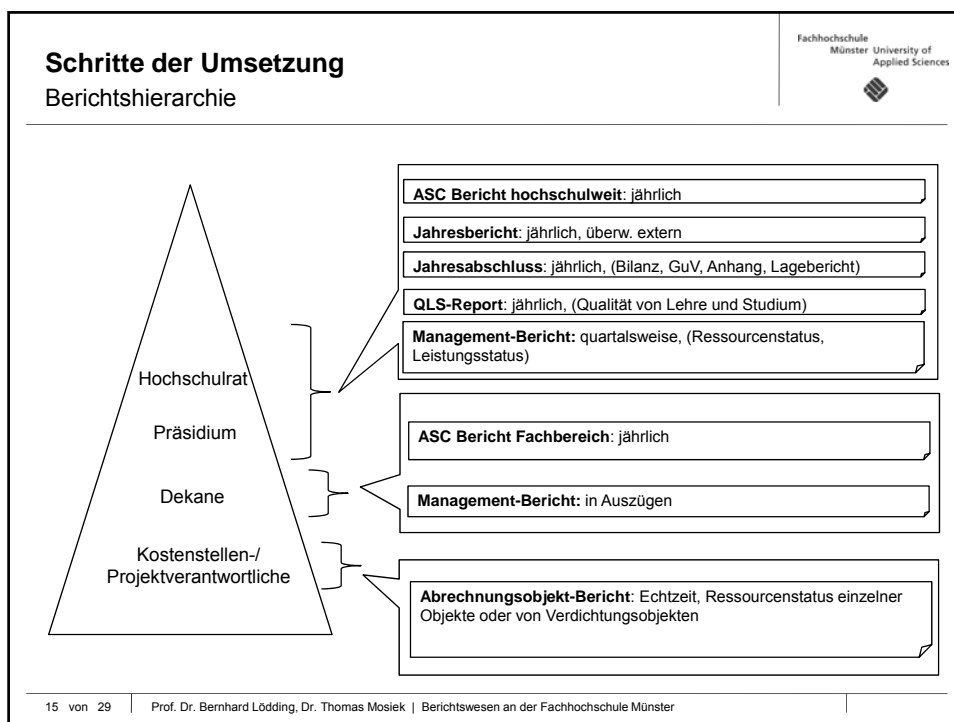 Schritte der Umsetzung
Berichtshierarchie
Fachhochschule
Münster University of
Applied Sciences
Hochschulrat
Präsidium
Dekane
Kostenstellen-/
Projektverantwortliche
ASC Bericht hochschulweit: jährlich
Jahresbericht: jährlich, überw. extern
Jahresabschluss: jährlich, (Bilanz, GuV, Anhang, Lagebericht)
QLS-Report: jährlich, (Qualität von Lehre und Studium)
Management-Bericht: quartalsweise, (Ressourcenstatus,
Leistungsstatus)
ASC Bericht Fachbereich: jährlich
Management-Bericht: in Auszügen
Abrechnungsobjekt-Bericht: Echtzeit, Ressourcenstatus einzelner
Objekte oder von Verdichtungsobjekten
15 von 29 Prof. Dr. Bernhard Lödding, Dr. Thomas Mosiek | Berichtswesen an der Fachhochschule Münster